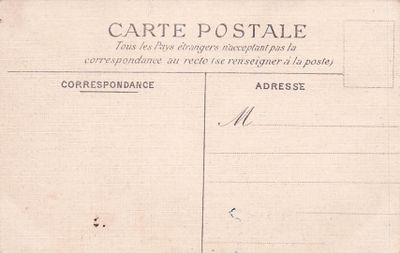 CARTE POSTALE
Tous les Pays étrangers n'acceptant pas la
correspondance au recto (se renseigner à la poste)
CORRESPONDANCE
ADRESSE
M